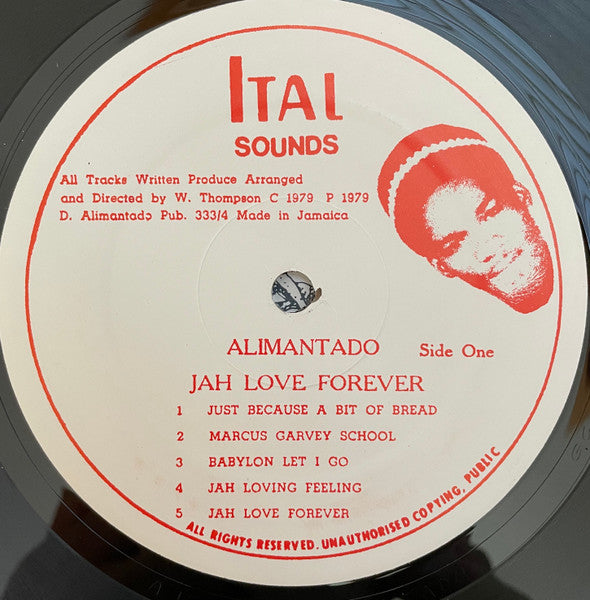 ITAL
SOUNDS
All Tracks Written Produce Arranged
and Directed by W. Thompson C 1979 P 1979
D. Alimantado Pub. 333/4 Made in Jamaica
ALIMANTADO Side One
JAH LOVE FOREVER
1 JUST BECAUSE A BIT OF BREAD
2 MARCUS GARVEY SCHOOL
3 BABYLON LET I GO
4 JAH LOVING FEELING
5 JAH LOVE FOREVER
ALL RIGHTS RESERVED. UNAUTHORISED COPYING, PUBLIC